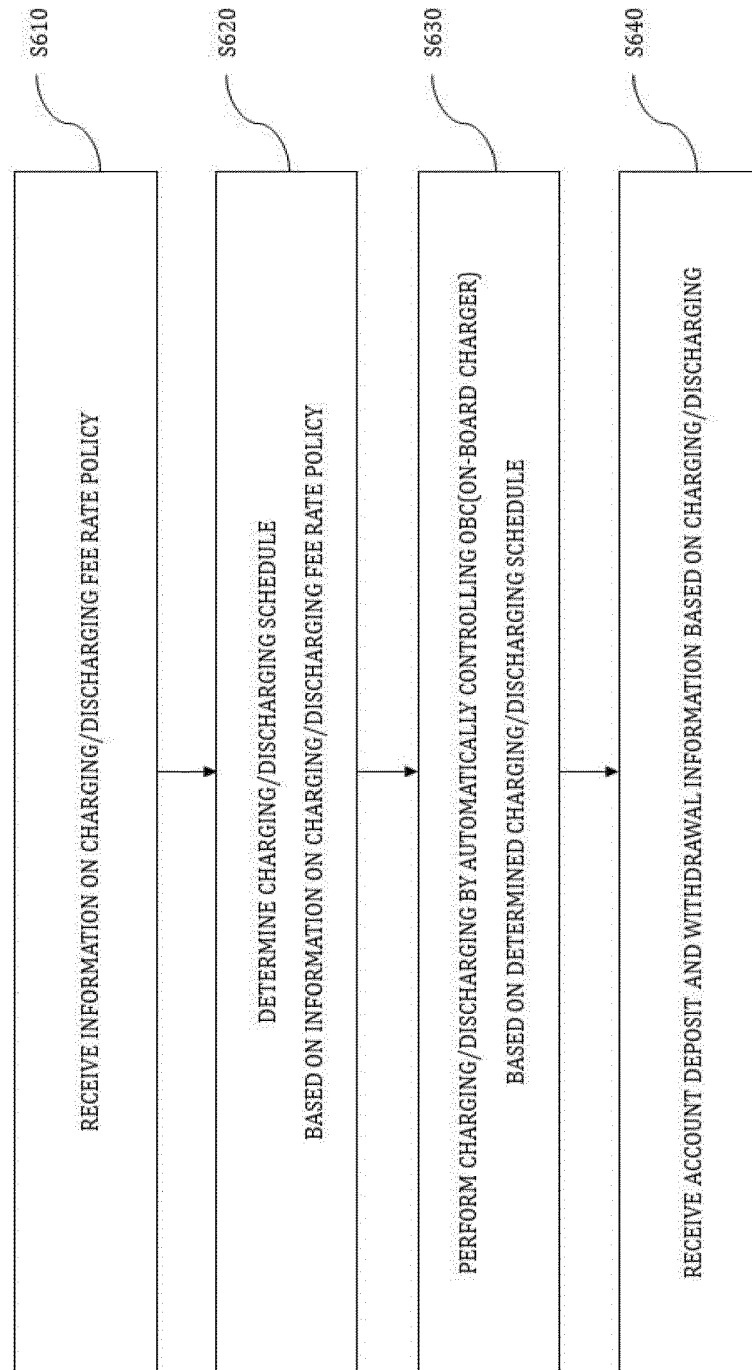 RECEIVE INFORMATION ON CHARGING/DISCHARGING FEE RATE POLICY
S610
DETERMINE CHARGING/DISCHARGING SCHEDULE
BASED ON INFORMATION ON CHARGING/DISCHARGING FEE RATE POLICY
S620
PERFORM CHARGING/DISCHARGING BY AUTOMATICALLY CONTROLLING OBC(ON-BOARD CHARGER)
BASED ON DETERMINED CHARGING/DISCHARGING SCHEDULE
S630
RECEIVE ACCOUNT DEPOSIT AND WITHDRAWAL INFORMATION BASED ON CHARGING/DISCHARGING
S640